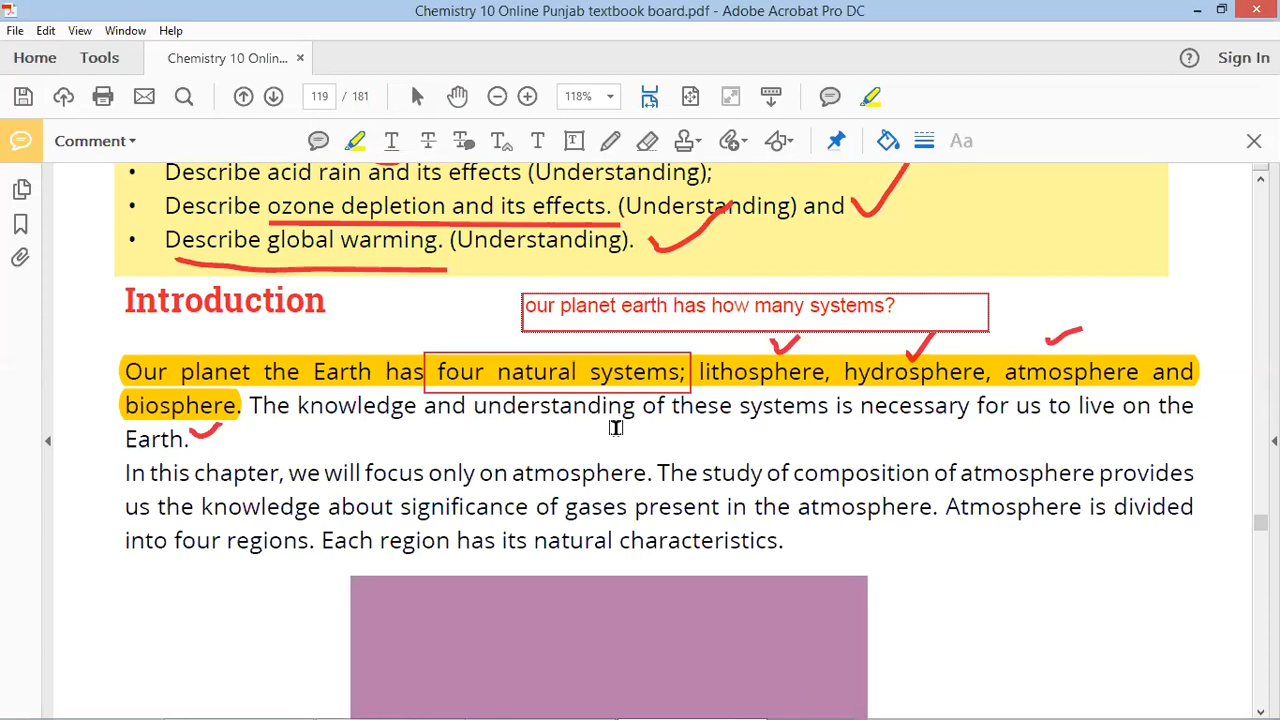 Chemistry 10 Online Punjab textbook board.pdf - Adobe Acrobat Pro DC
File Edit View Window Help
Home Tools Chemistry 10 Onlin... × Sign In
119 / 181 118%
Comment Aa
• Describe acid rain and its effects (Understanding);
• Describe ozone depletion and its effects. (Understanding) and
• Describe global warming. (Understanding).
Introduction
our planet earth has how many systems?
Our planet the Earth has four natural systems; lithosphere, hydrosphere, atmosphere and
biosphere. The knowledge and understanding of these systems is necessary for us to live on the
Earth.
In this chapter, we will focus only on atmosphere. The study of composition of atmosphere provides
us the knowledge about significance of gases present in the atmosphere. Atmosphere is divided
into four regions. Each region has its natural characteristics.